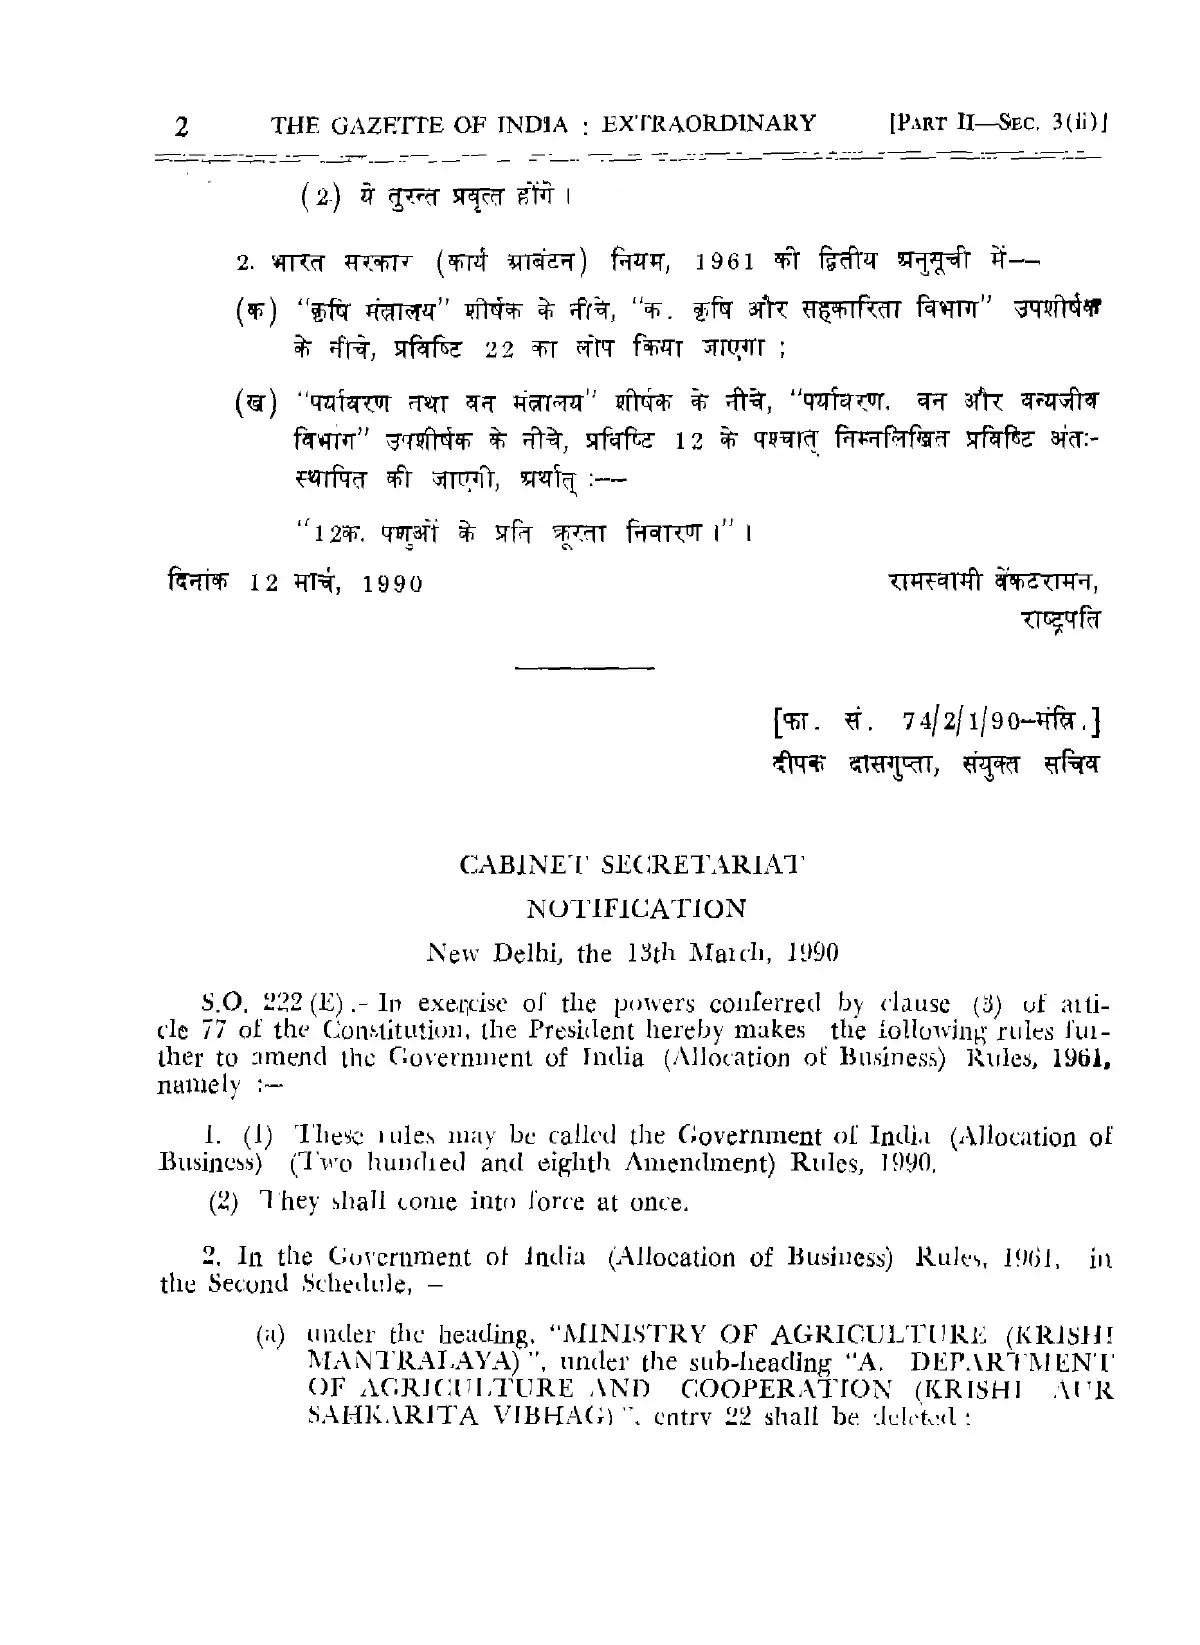 2 THE GAZETTE OF INDIA : EXTRAORDINARY [PART II—SEC. 3(ii)]
(2) ये तुरन्त प्रवृत्त होंगे ।
2. भारत सरकार (कार्य आबंटन) नियम, 1961 की द्वितीय अनुसूची में--
(क) "कृषि मंत्रालय" शीर्षक के नीचे, "क. कृषि और सहकारिता विभाग" उपशीर्षक
के नीचे, प्रविष्टि 22 का लोप किया जाएगा ;
(ख) "पर्यावरण तथा वन मंत्रालय" शीर्षक के नीचे, "पर्यावरण. वन और वन्यजीव
विभाग" उपशीर्षक के नीचे, प्रविष्टि 12 के पश्चात् निम्नलिखित प्रविष्टि अंतः-
स्थापित की जाएगी, अर्थात् :--
"12क. पशुओं के प्रति क्रूरता निवारण ।" ।
दिनांक 12 मार्च, 1990 रामस्वामी वेंकटरामन,
राष्ट्रपति
[फा. सं. 74/2/1/90-मंत्रि.]
दीपक दासगुप्ता, संयुक्त सचिव
CABINET SECRETARIAT
NOTIFICATION
New Delhi, the 13th March, 1990
S.O. 222(E).- In exercise of the powers conferred by clause (3) of arti-
cle 77 of the Constitution, the President hereby makes the following rules fur-
ther to amend the Government of India (Allocation of Business) Rules, 1961,
namely :—
1. (1) These rules may be called the Government of India (Allocation of
Business) (Two hundred and eighth Amendment) Rules, 1990.
(2) They shall come into force at once.
2. In the Government of India (Allocation of Business) Rules, 1961, in
the Second Schedule, —
(a) under the heading, "MINISTRY OF AGRICULTURE (KRISHI
MANTRALAYA)", under the sub-heading "A. DEPARTMENT
OF AGRICULTURE AND COOPERATION (KRISHI AUR
SAHKARITA VIBHAG)", entry 22 shall be deleted ;